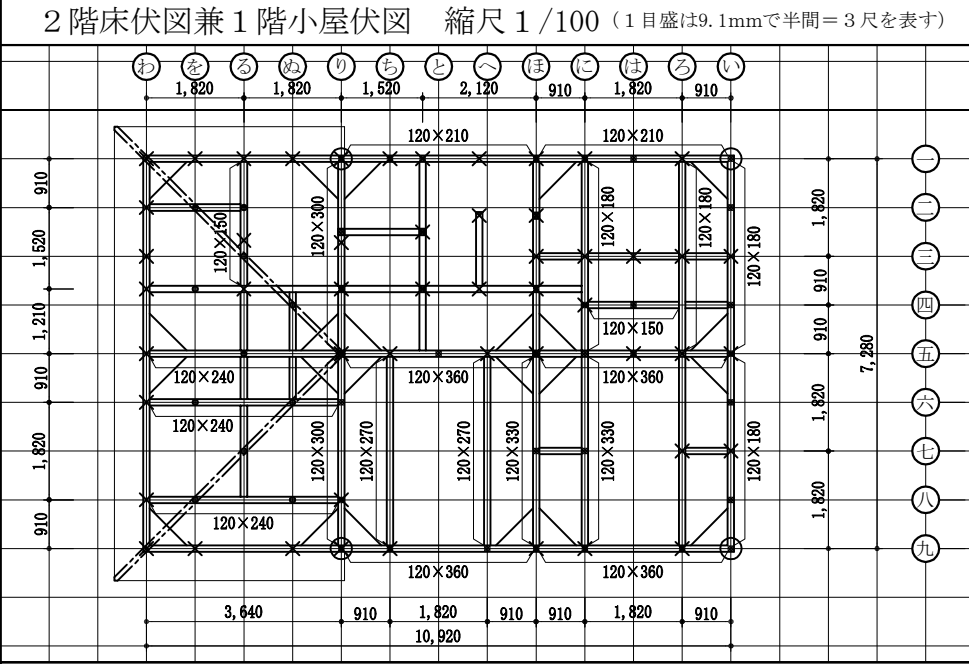 ２階床伏図兼１階小屋伏図　縮尺１/100（１目盛は9.1mmで半間＝３尺を表す）
わ を る ぬ り ち と へ ほ に は ろ い
1,820 1,820 1,520 2,120 910 1,820 910
120×210 120×210
一
910 120×150 120×300 120×180 120×180 120×180 1,820
二
1,520
三
910
1,210
四
120×150
910
7,280
五
120×240 120×360 120×360
910
六
120×240
1,820
1,820 120×300 120×270 120×270 120×330 120×330 120×180
七
1,820
八
120×240
910
九
120×360 120×360
3,640 910 1,820 910 910 1,820 910
10,920